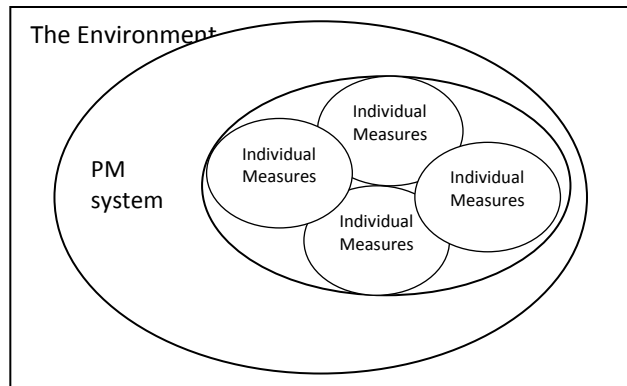 The Environment
Individual
Measures
Individual
Measures
PM
system
Individual
Measures
Individual
Measures